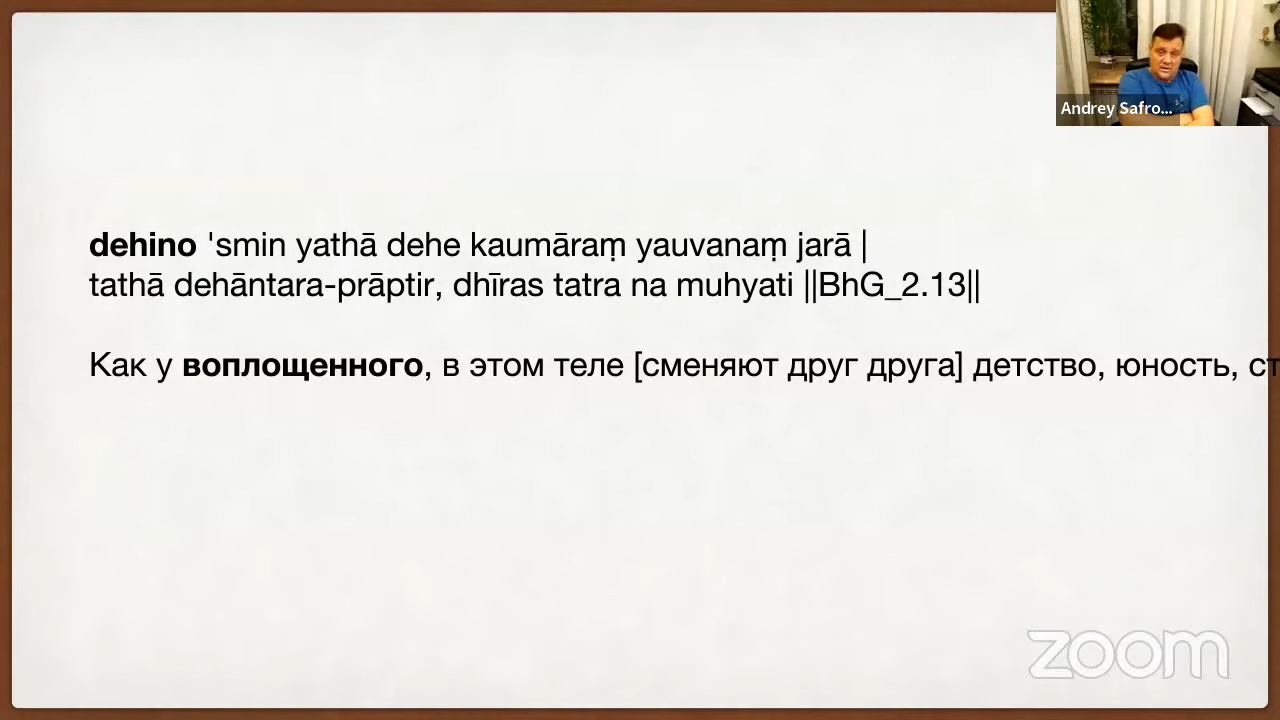 Andrey Safro...
dehino 'smin yathā dehe kaumāraṃ yauvanaṃ jarā |
tathā dehāntara-prāptir, dhīras tatra na muhyati ||BhG_2.13||
Как у воплощенного, в этом теле [сменяют друг друга] детство, юность, ст
zoom